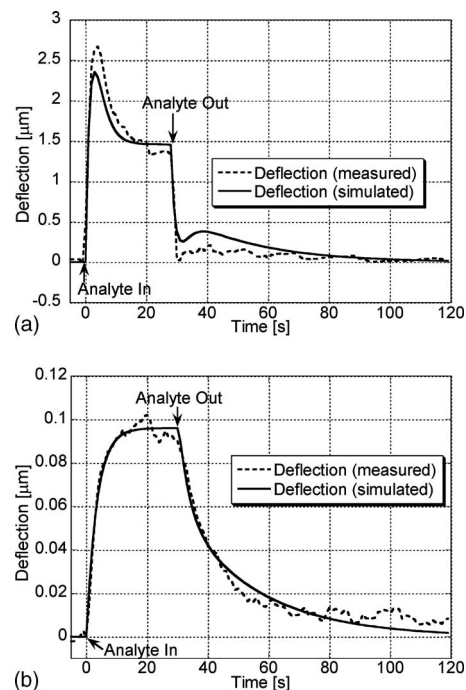 3
2.5
2
1.5
1
0.5
0
-0.5
Deflection [µm]
Analyte Out
Deflection (measured)
Deflection (simulated)
Analyte In
0 20 40 60 80 100 120
Time [s]
(a)
0.12
0.1
0.08
0.06
0.04
0.02
0
Deflection [µm]
Analyte Out
Deflection (measured)
Deflection (simulated)
Analyte In
0 20 40 60 80 100 120
Time [s]
(b)